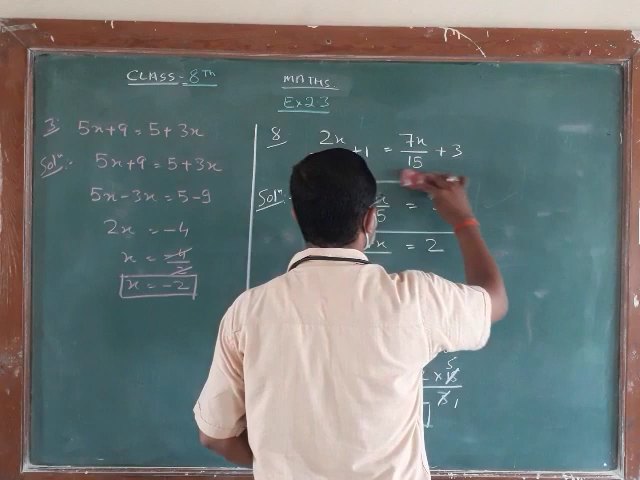 CLASS-8TH
MATHS
Ex 2.3
3. 5x+9=5+3x
Solⁿ:- 5x+9=5+3x
5x-3x=5-9
2x = -4
x = -4/2
x = -2
8. 2x
+1 = 7x/15 + 3
Solⁿ:-
x/5 =
x = 2